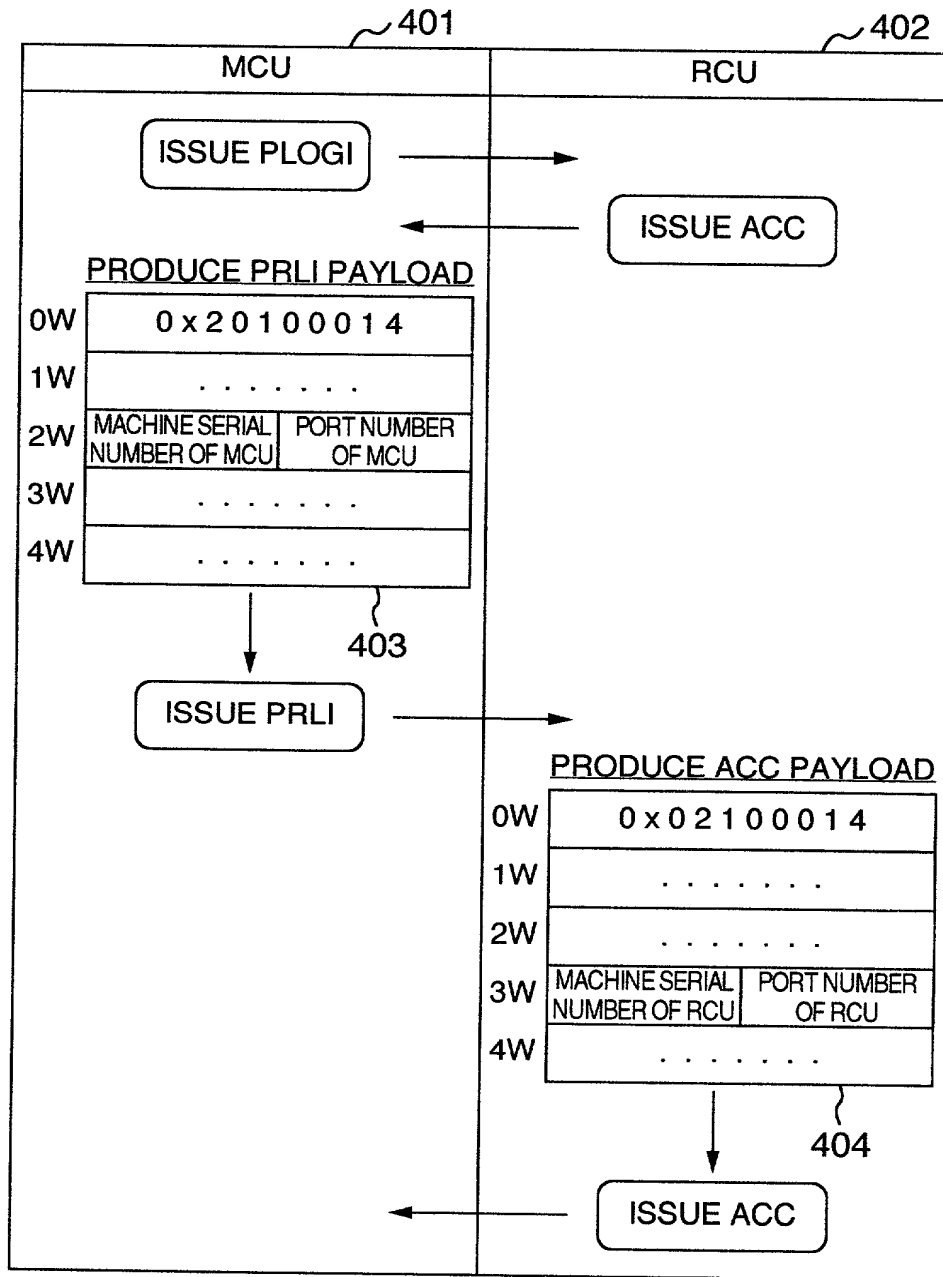 401
402
MCU
RCU
ISSUE PLOGI
ISSUE ACC
PRODUCE PRLI PAYLOAD
0W
0x20100014
1W
. . . . . . .
2W
MACHINE SERIAL
NUMBER OF MCU
PORT NUMBER
OF MCU
3W
. . . . . . .
4W
. . . . . . .
403
ISSUE PRLI
PRODUCE ACC PAYLOAD
0W
0x02100014
1W
. . . . . . .
2W
. . . . . . .
3W
MACHINE SERIAL
NUMBER OF RCU
PORT NUMBER
OF RCU
4W
. . . . . . .
404
ISSUE ACC